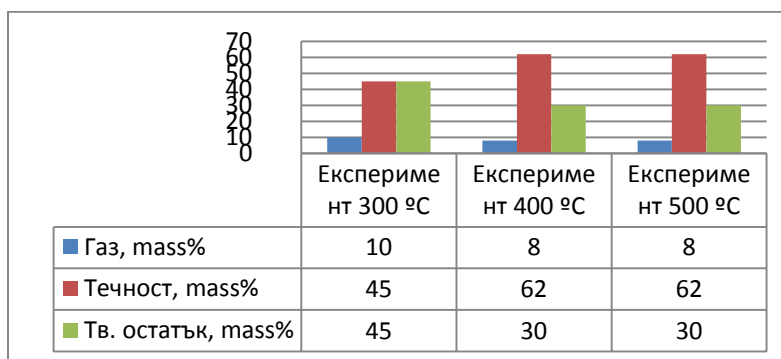 70
60
50
40
30
20
10
0
Експериме Експериме Експериме
нт 300 ºC нт 400 ºC нт 500 ºC
Газ, mass% 10 8 8
Течност, mass% 45 62 62
Тв. остатък, mass% 45 30 30